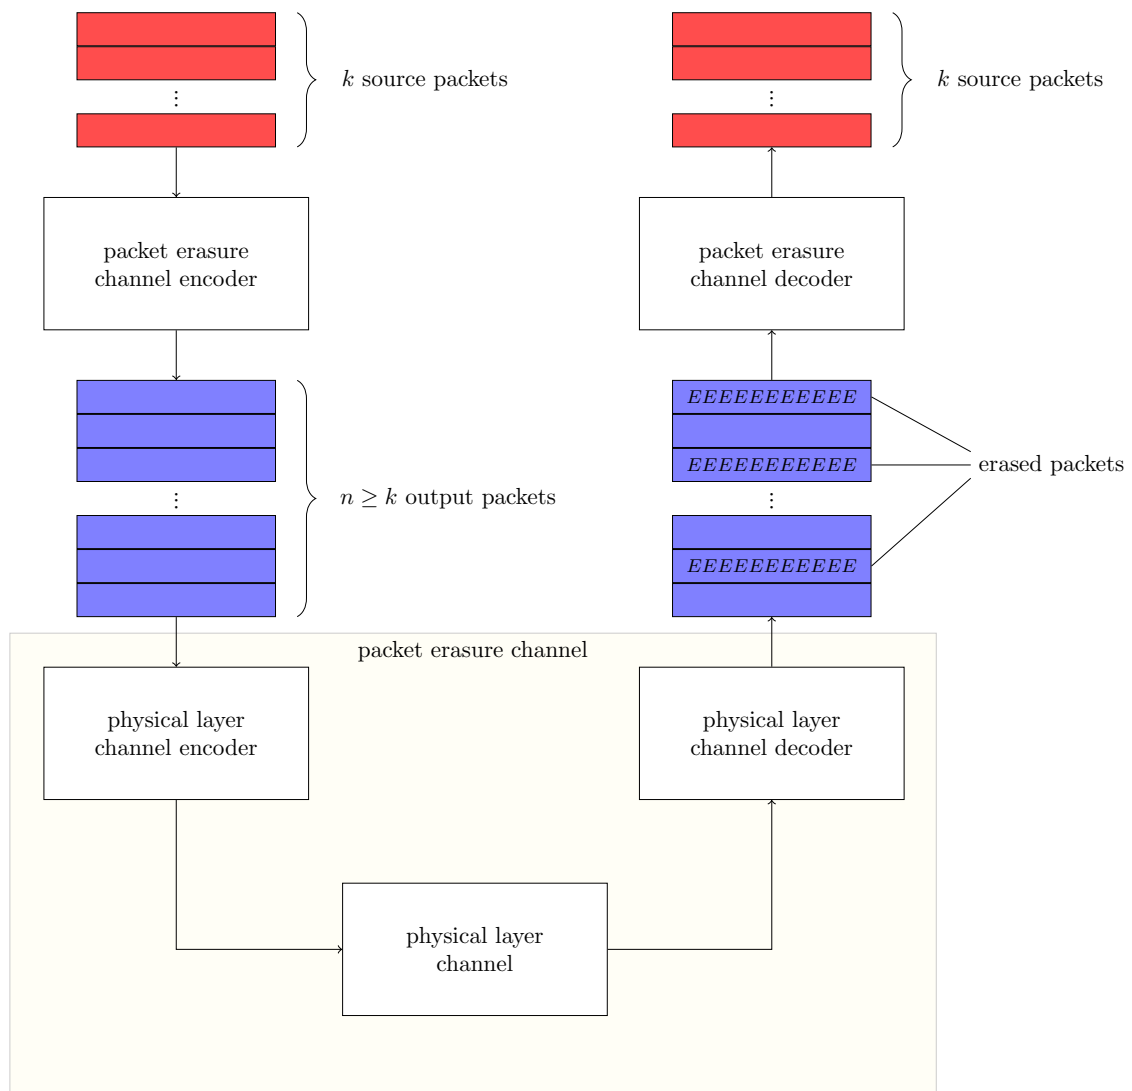 k source packets
k source packets
⋮
⋮
packet erasure
channel encoder
packet erasure
channel decoder
EEEEEEEEEEE
EEEEEEEEEEE
erased packets
n ≥ k output packets
⋮
⋮
EEEEEEEEEEE
packet erasure channel
physical layer
channel encoder
physical layer
channel decoder
physical layer
channel